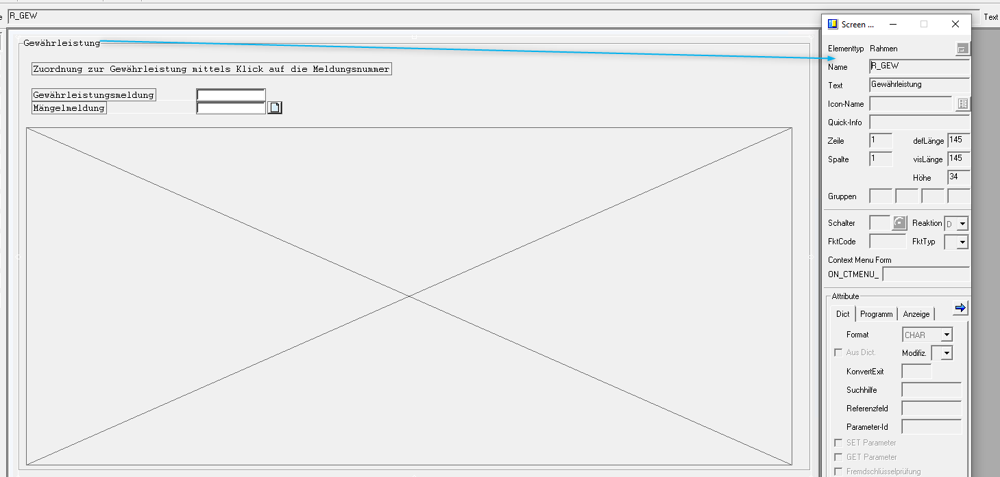 e R_GEW Text
Gewährleistung
Zuordnung zur Gewährleistung mittels Klick auf die Meldungsnummer
Gewährleistungsmeldung
Mängelmeldung
Screen ...
Elementtyp Rahmen
Name R_GEW
Text Gewährleistung
Icon-Name
Quick-Info
Zeile 1 defLänge 145
Spalte 1 visLänge 145
Höhe 34
Gruppen
Schalter Reaktion D
FktCode FktTyp
Context Menu Form
ON_CTMENU_
Attribute
Dict Programm Anzeige
Format CHAR
Aus Dict. Modifiz.
KonvertExit
Suchhilfe
Referenzfeld
Parameter-Id
SET Parameter
GET Parameter
Fremdschlüsselprüfung